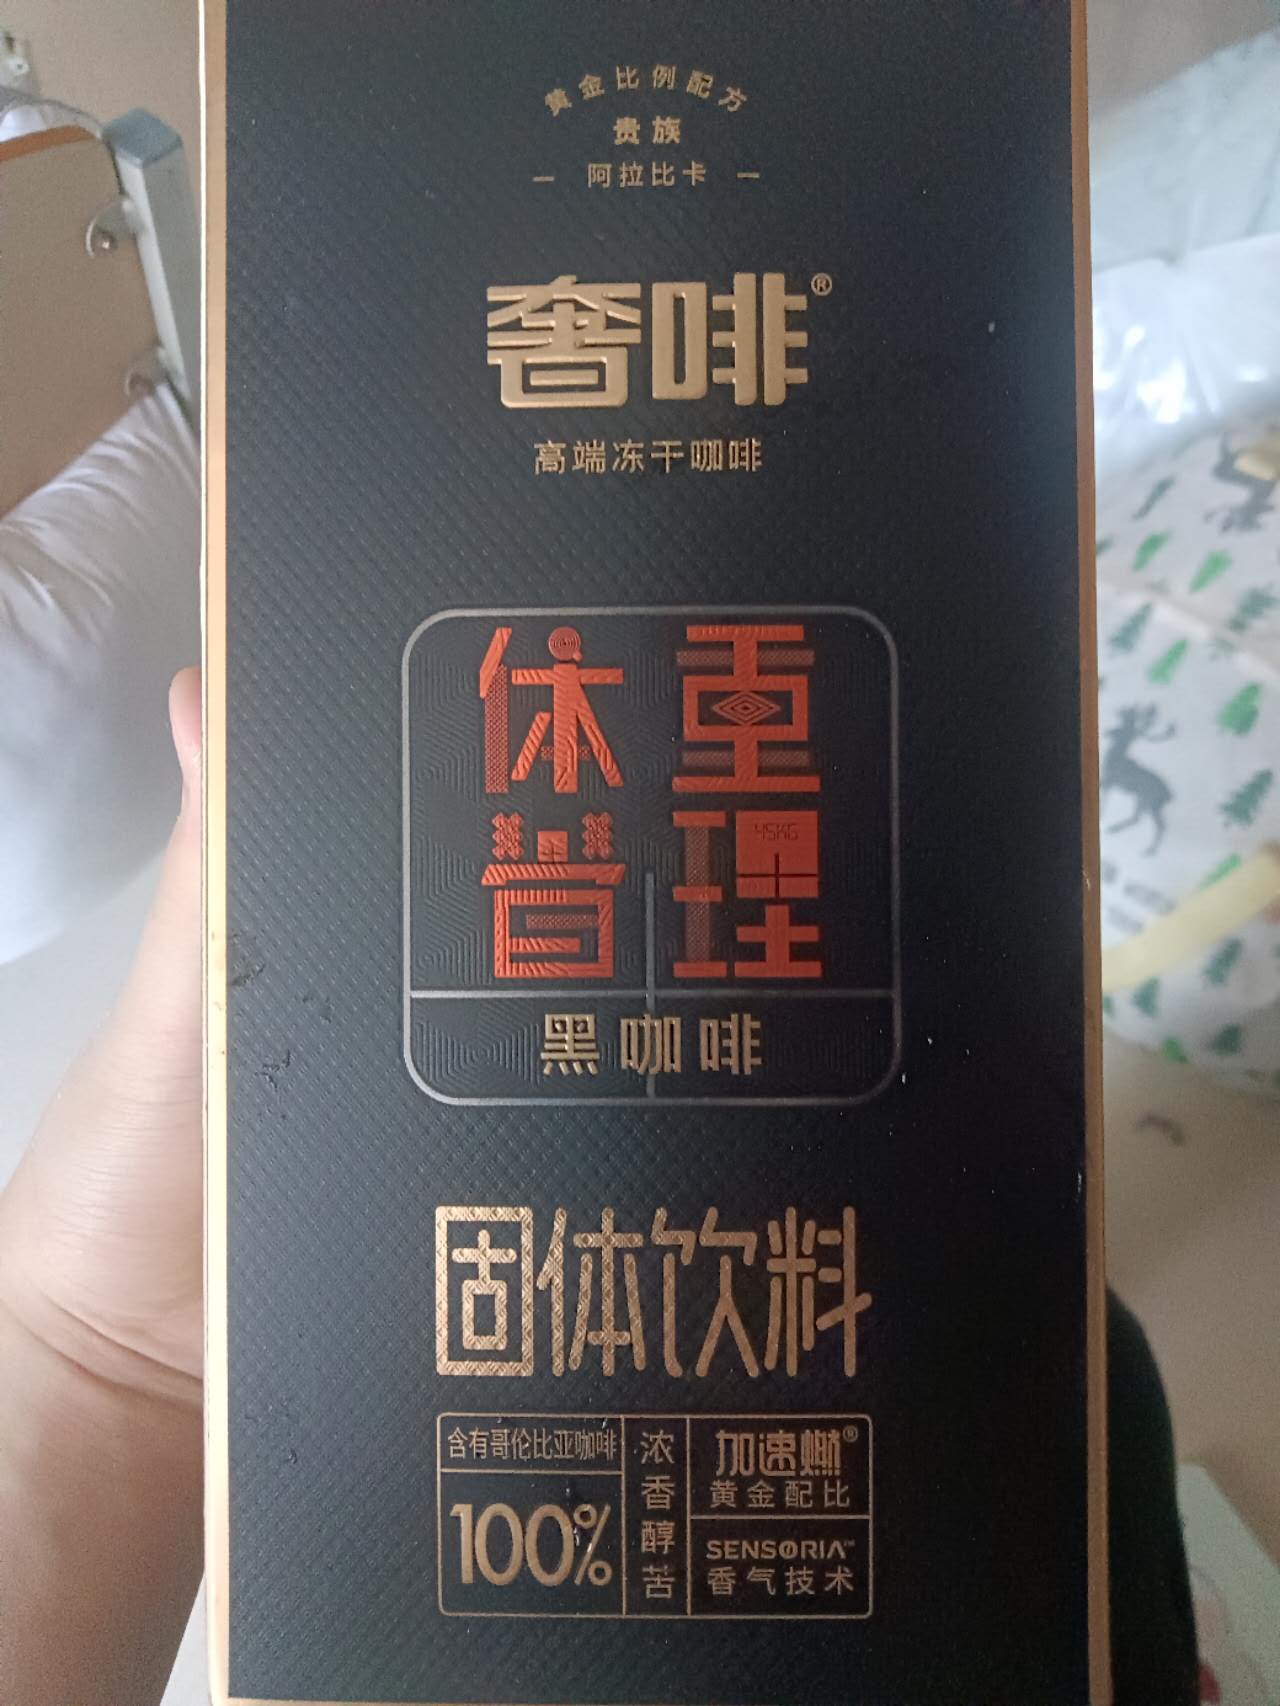 黄金比例配方
贵族
— 阿拉比卡 —
奢啡®
高端冻干咖啡
体重
管理
45KG
黑咖啡
固体饮料
含有哥伦比亚咖啡
100%
浓香醇苦
加速燃®
黄金配比
SENSORIA™
香气技术